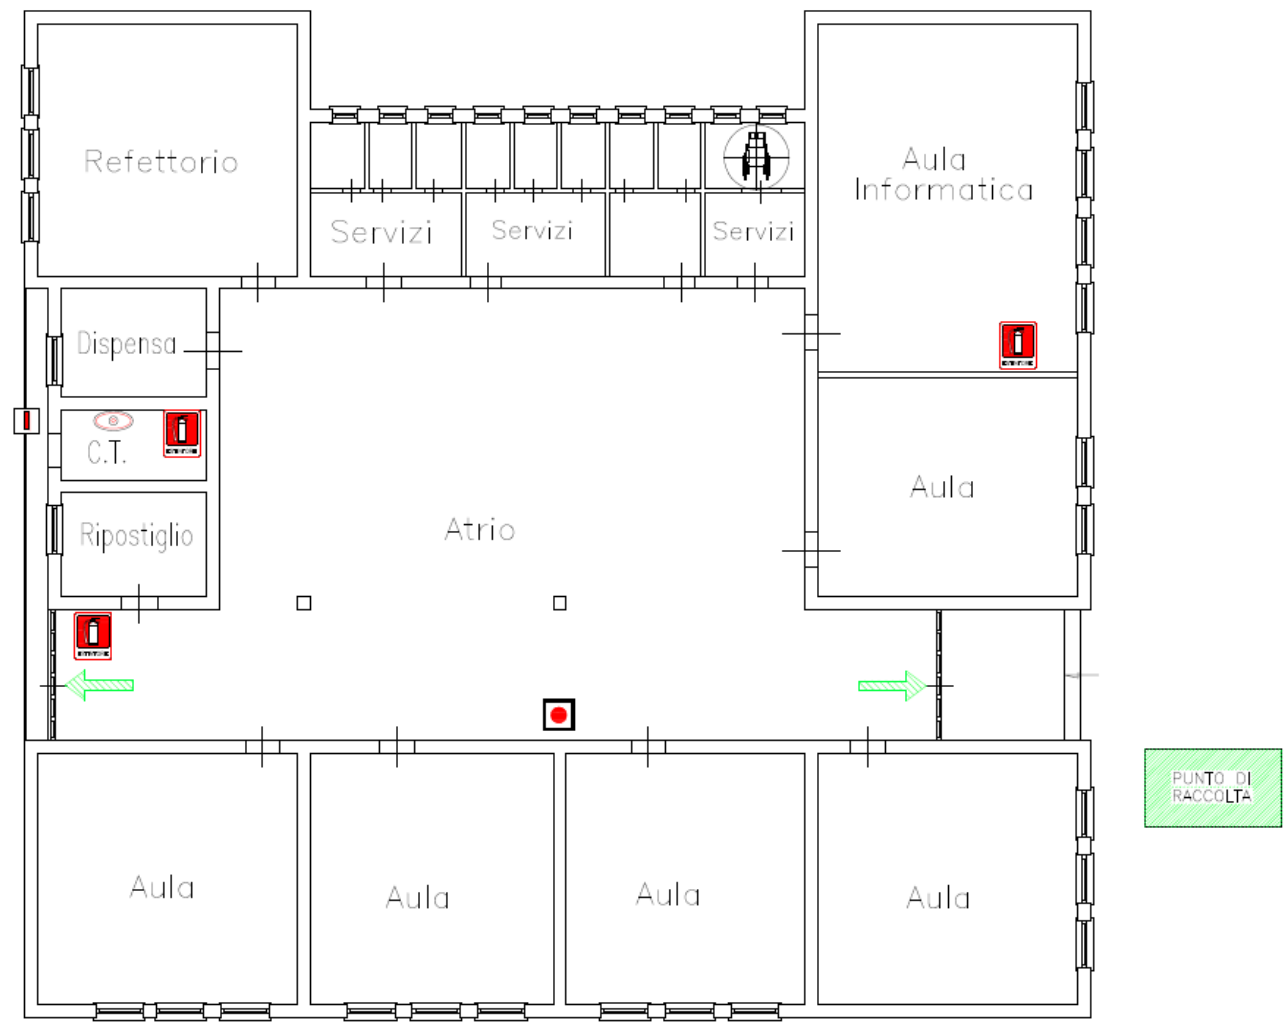 Refettorio
Aula
Informatica
Servizi
Servizi
Servizi
Dispensa
C.T.
Ripostiglio
Atrio
Aula
PUNTO DI
RACCOLTA
Aula
Aula
Aula
Aula